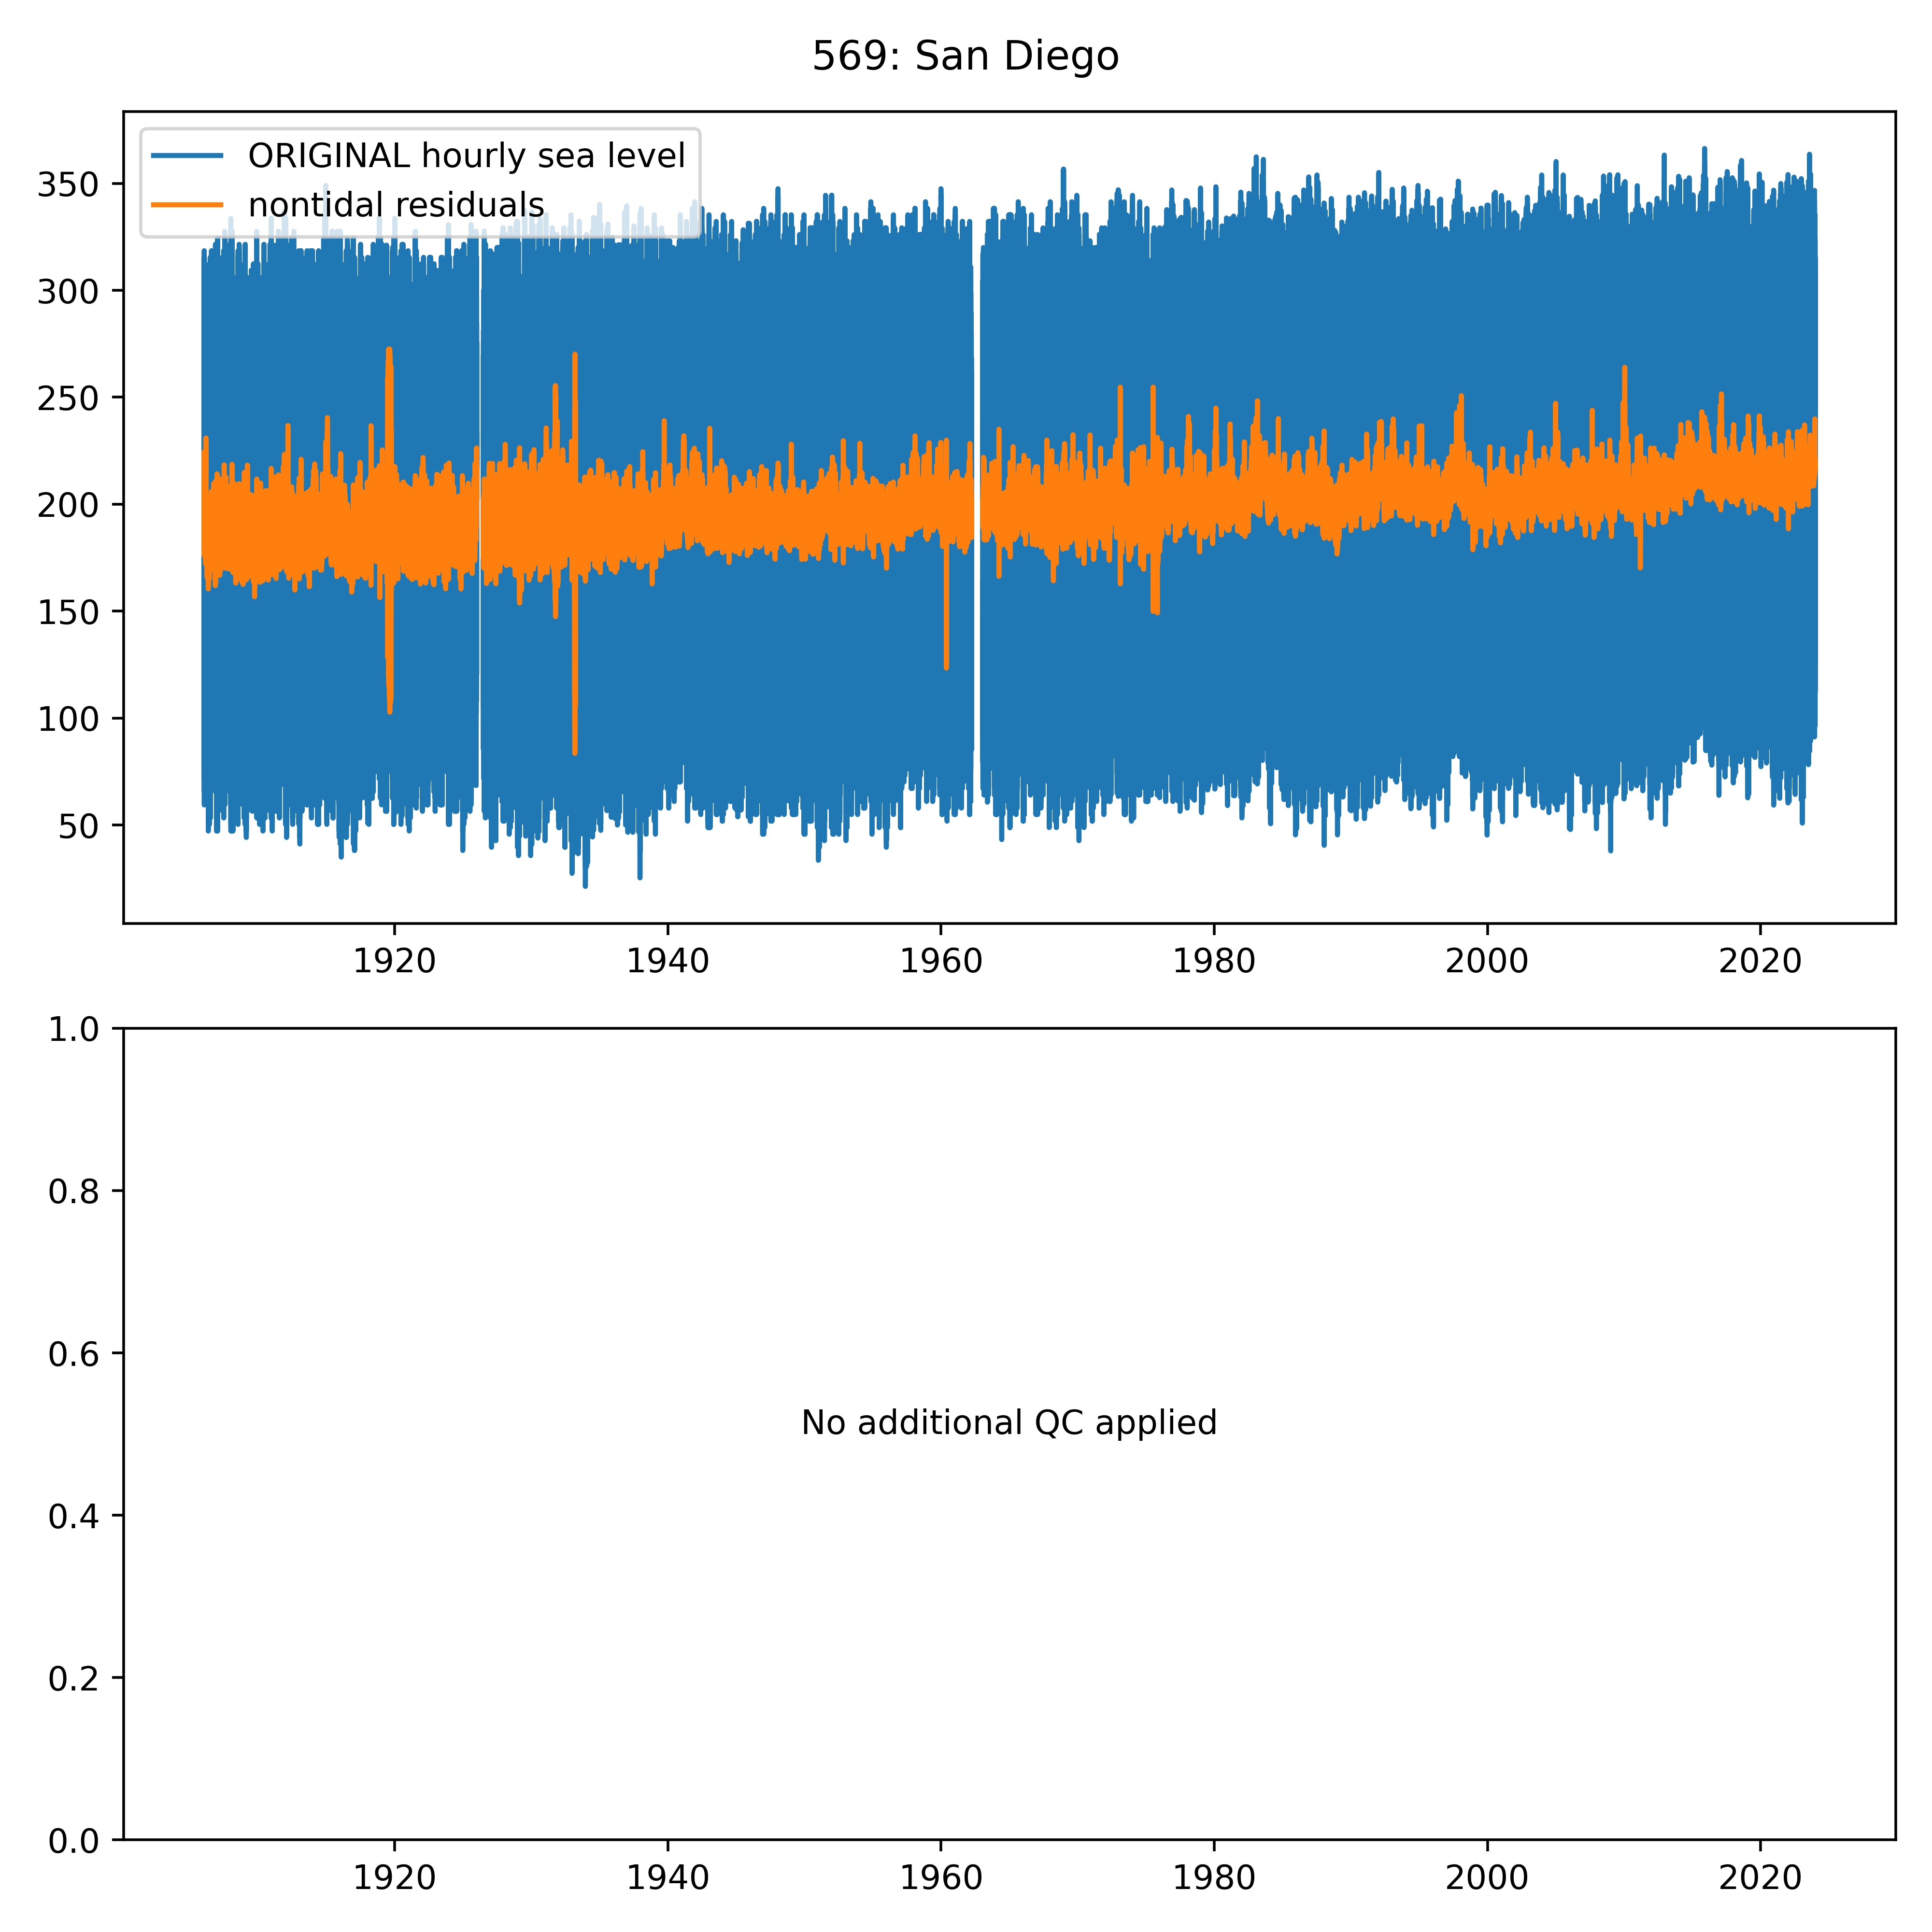 569: San Diego
ORIGINAL hourly sea level
nontidal residuals
350
300
250
200
150
100
50
1920 1940 1960 1980 2000 2020
1.0
0.8
0.6
0.4
0.2
0.0
No additional QC applied
1920 1940 1960 1980 2000 2020